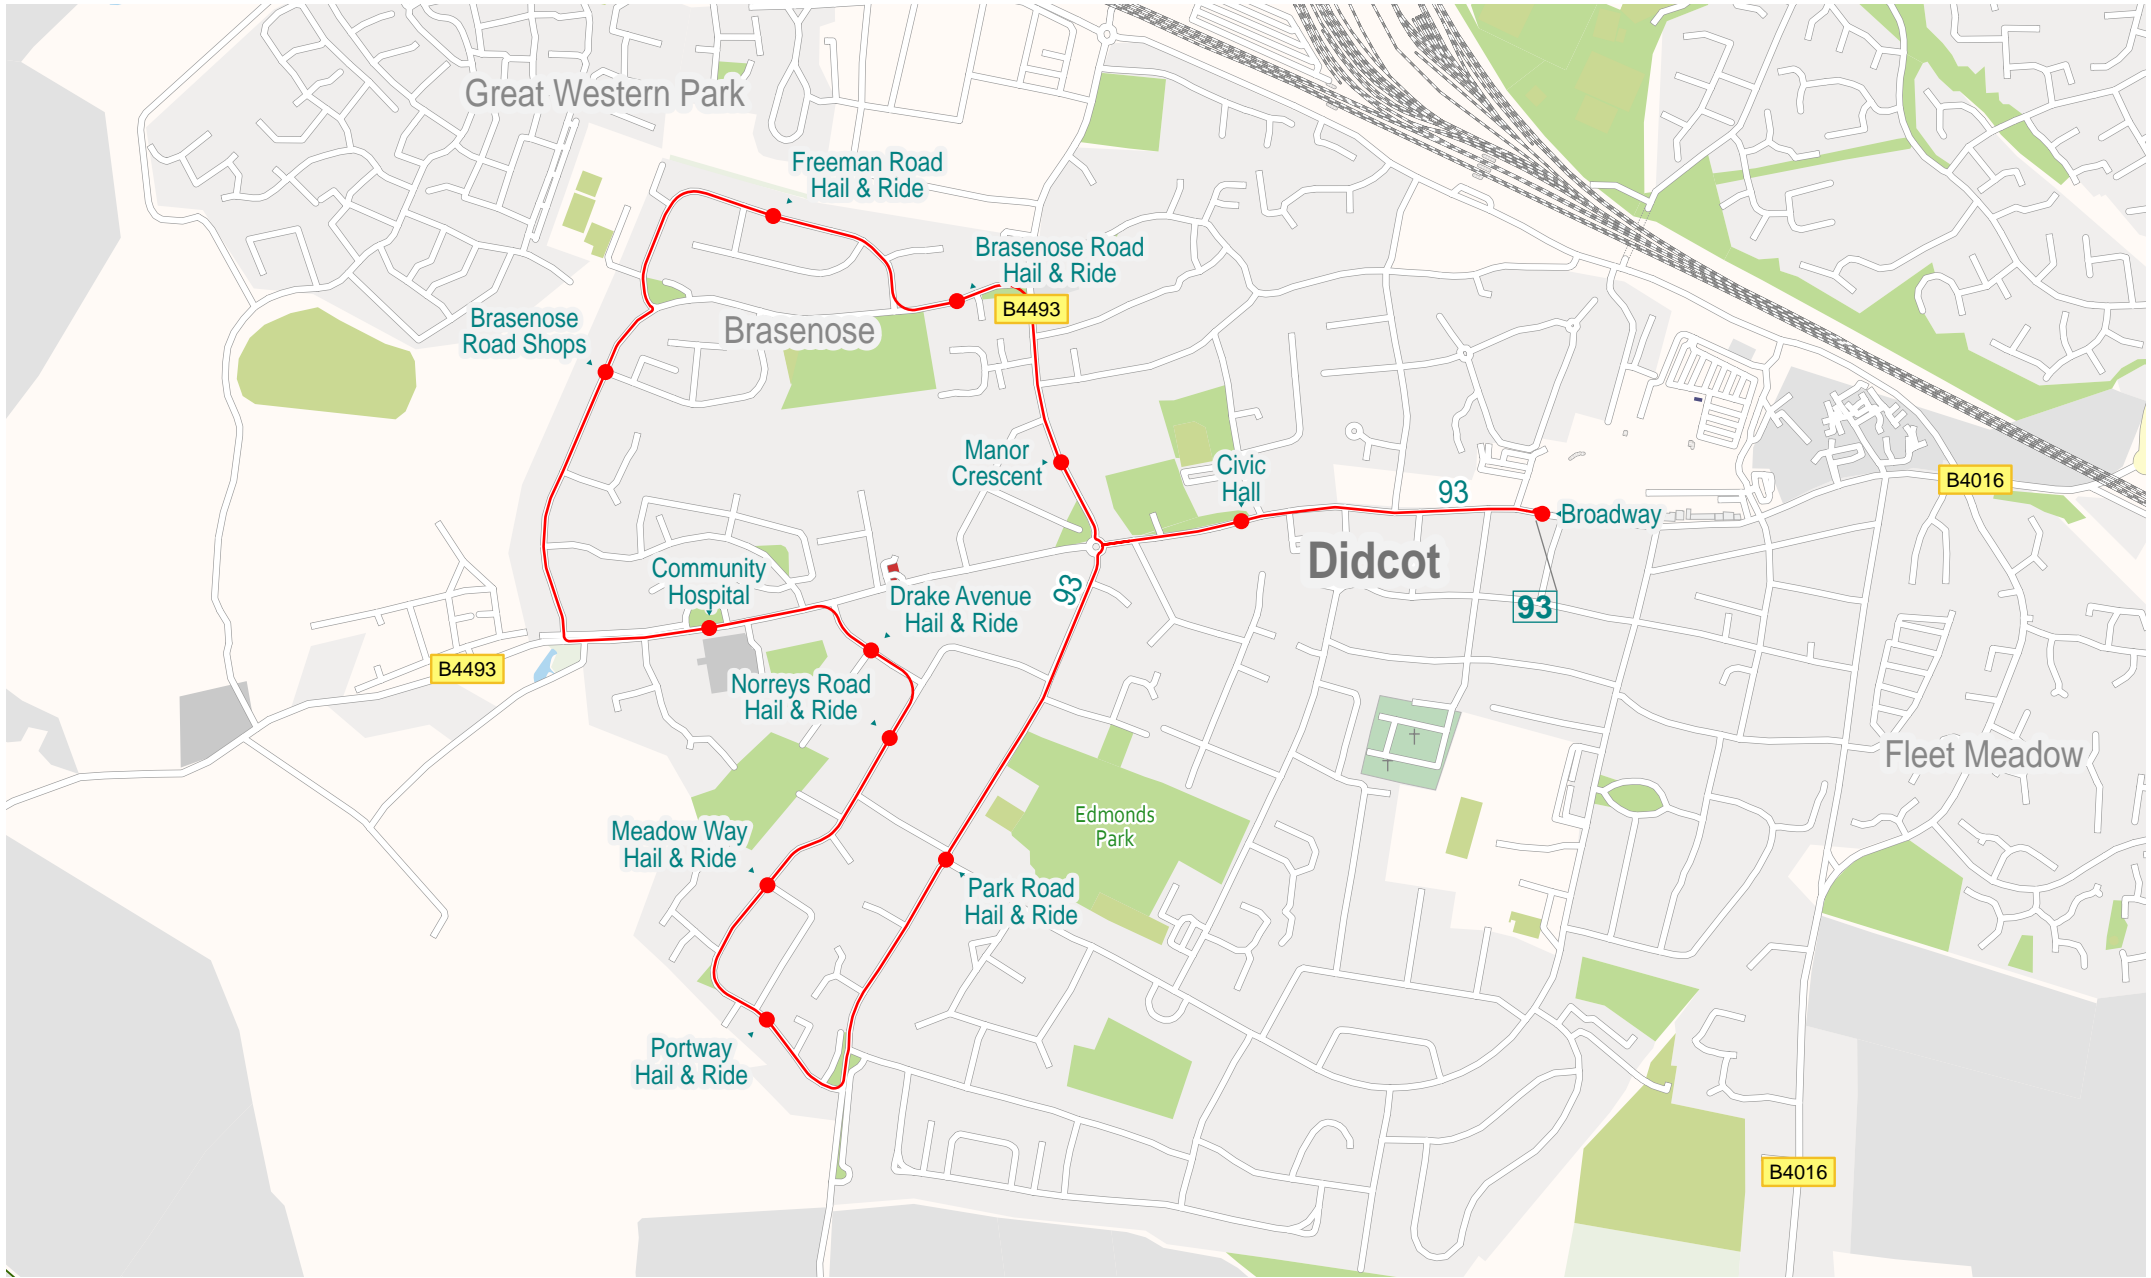 Great Western Park
Freeman Road
Hail & Ride
Brasenose Road
Hail & Ride
B4493
Brasenose
Road Shops
Brasenose
Manor
Crescent
Civic
Hall
93
Broadway
B4016
Didcot
93
93
Community
Hospital
Drake Avenue
Hail & Ride
B4493
Norreys Road
Hail & Ride
Fleet Meadow
Edmonds
Park
Meadow Way
Hail & Ride
Park Road
Hail & Ride
Portway
Hail & Ride
B4016